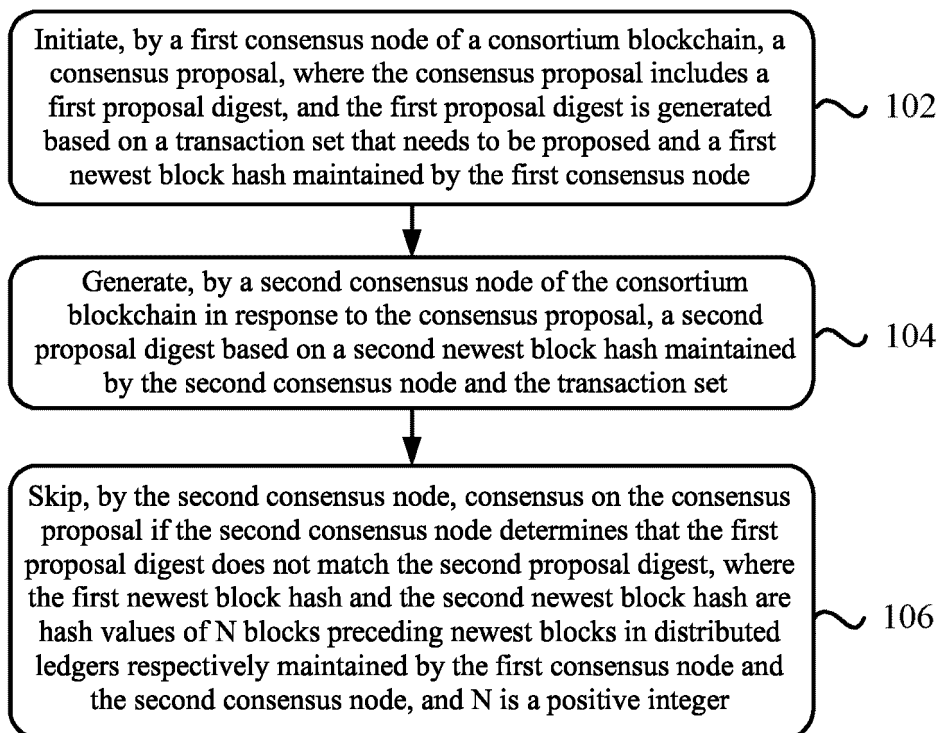 Initiate, by a first consensus node of a consortium blockchain, a
consensus proposal, where the consensus proposal includes a
first proposal digest, and the first proposal digest is generated
based on a transaction set that needs to be proposed and a first
newest block hash maintained by the first consensus node
102
Generate, by a second consensus node of the consortium
blockchain in response to the consensus proposal, a second
proposal digest based on a second newest block hash maintained
by the second consensus node and the transaction set
104
Skip, by the second consensus node, consensus on the consensus
proposal if the second consensus node determines that the first
proposal digest does not match the second proposal digest, where
the first newest block hash and the second newest block hash are
hash values of N blocks preceding newest blocks in distributed
ledgers respectively maintained by the first consensus node and
the second consensus node, and N is a positive integer
106